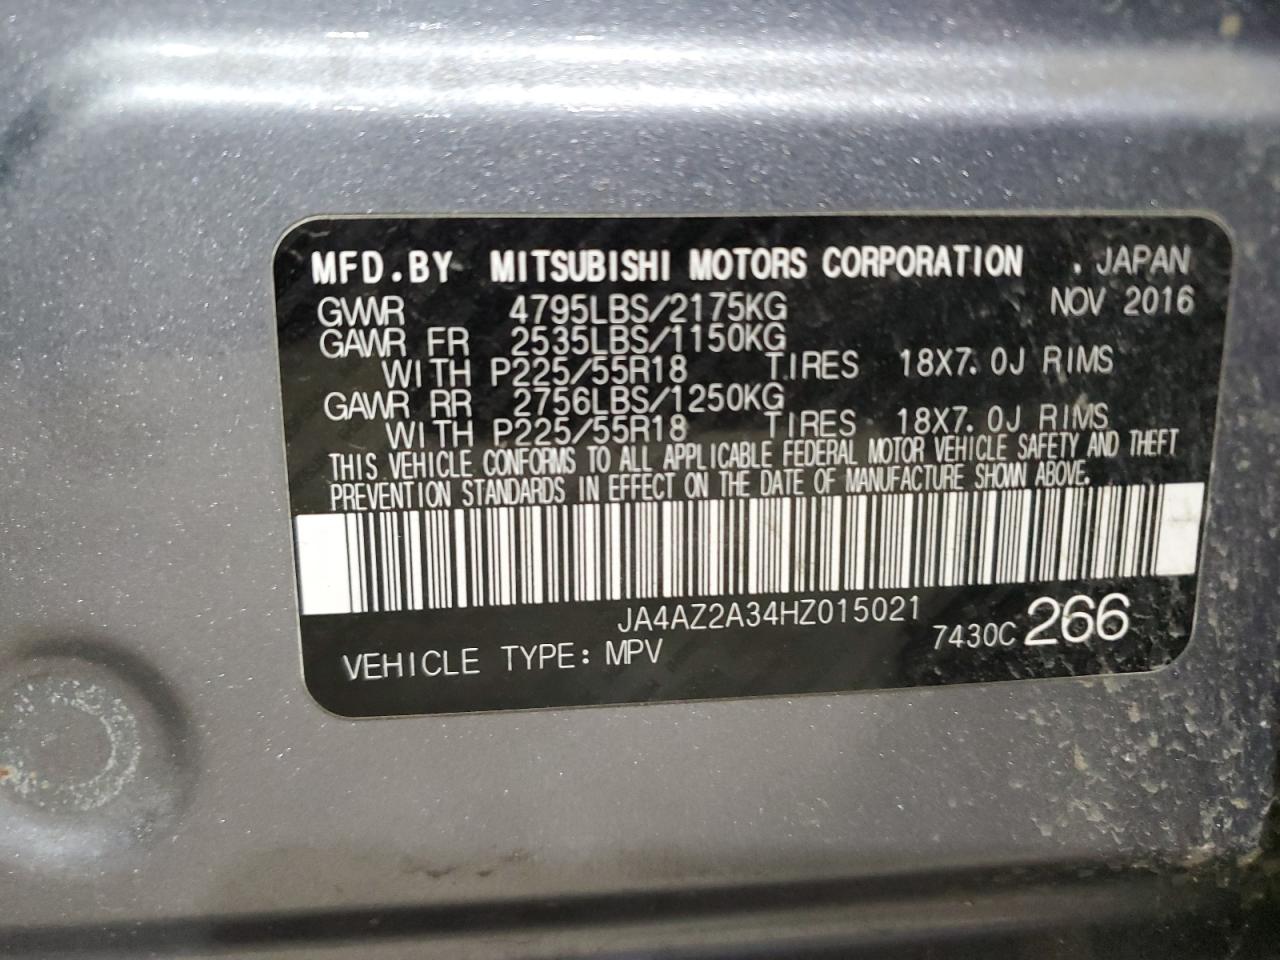 MFD.BY MITSUBISHI MOTORS CORPORATION . JAPAN
GVWR 4795LBS/2175KG NOV 2016
GAWR FR 2535LBS/1150KG
WITH P225/55R18 TIRES 18X7.0J RIMS
GAWR RR 2756LBS/1250KG
WITH P225/55R18 TIRES 18X7.0J RIMS
THIS VEHICLE CONFORMS TO ALL APPLICABLE FEDERAL MOTOR VEHICLE SAFETY AND THEFT
PREVENTION STANDARDS IN EFFECT ON THE DATE OF MANUFACTURE SHOWN ABOVE.
JA4AZ2A34HZ015021
7430C 266
VEHICLE TYPE: MPV